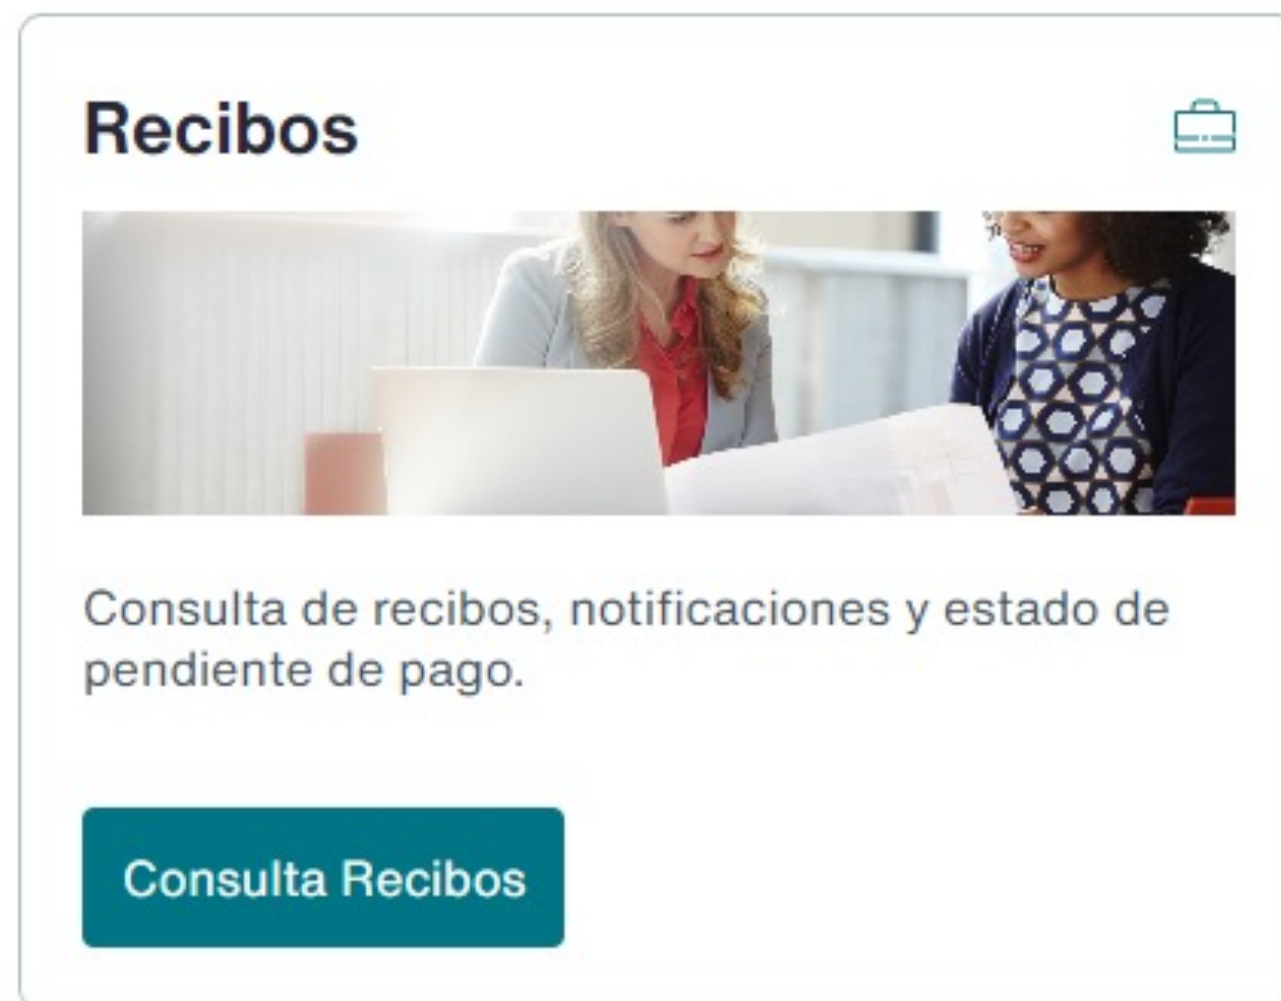 Recibos
Consulta de recibos, notificaciones y estado de
pendiente de pago.
Consulta Recibos